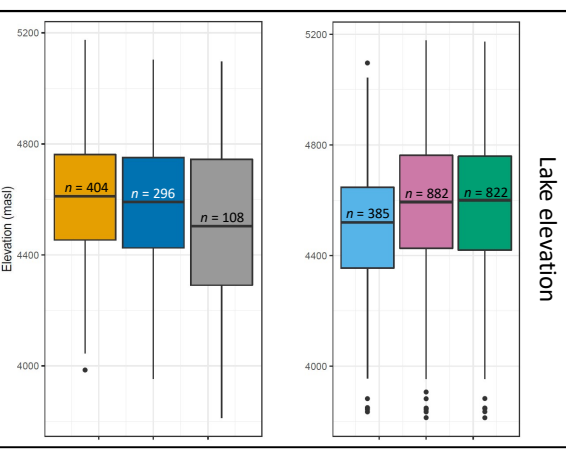 Elevation (masl)
5200
4800
4400
4000
n = 404
n = 296
n = 108
5200
4800
4400
4000
n = 385
n = 882
n = 822
Lake elevation